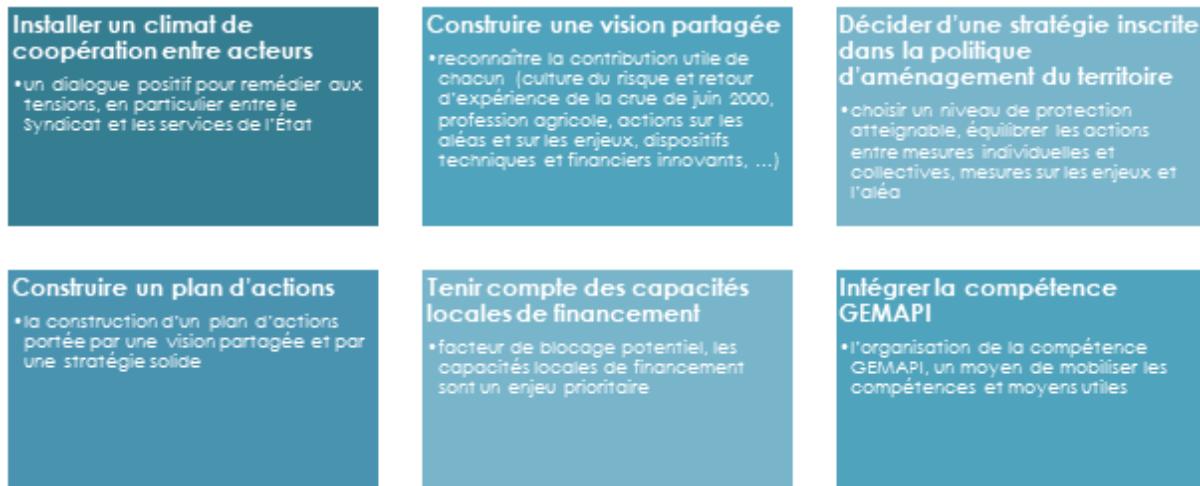 Installer un climat de
coopération entre acteurs
•un dialogue positif pour remédier aux
tensions, en particulier entre le
Syndicat et les services de l'État
Construire une vision partagée
•reconnaître la contribution utile de
chacun (culture du risque et retour
d'expérience de la crue de juin 2000,
profession agricole, actions sur les
aléas et sur les enjeux, dispositifs
techniques et financiers innovants, ...)
Décider d'une stratégie inscrite
dans la politique
d'aménagement du territoire
•choisir un niveau de protection
atteignable, équilibrer les actions
entre mesures individuelles et
collectives, mesures sur les enjeux et
l'aléa
Construire un plan d'actions
•la construction d'un plan d'actions
portée par une vision partagée et par
une stratégie solide
Tenir compte des capacités
locales de financement
•facteur de blocage potentiel, les
capacités locales de financement
sont un enjeu prioritaire
Intégrer la compétence
GEMAPI
•l'organisation de la compétence
GEMAPI, un moyen de mobiliser les
compétences et moyens utiles